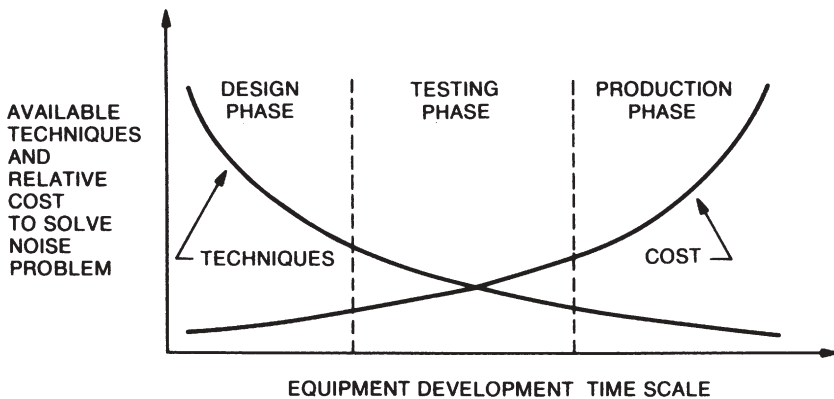 AVAILABLE
TECHNIQUES
AND
RELATIVE
COST
TO SOLVE
NOISE
PROBLEM
DESIGN
PHASE
TESTING
PHASE
PRODUCTION
PHASE
TECHNIQUES
COST
EQUIPMENT DEVELOPMENT TIME SCALE